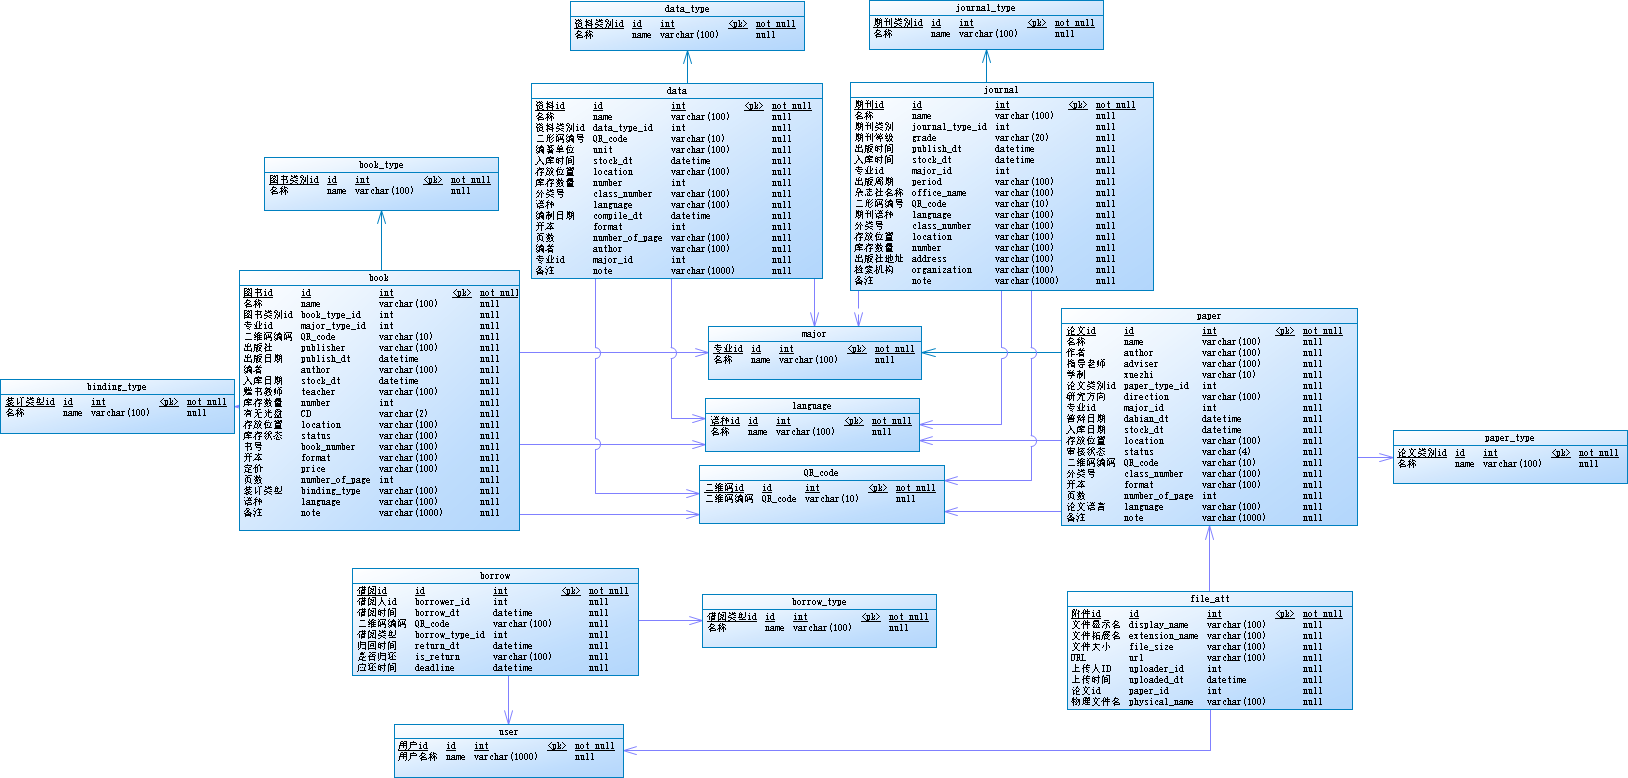 data_type
资料类别id id int <pk> not null
名称 name varchar(100) null
journal_type
期刊类别id id int <pk> not null
名称 name varchar(100) null
data
资料id id int <pk> not null
名称 name varchar(100) null
资料类别id data_type_id int null
二形码编号 QR_code varchar(10) null
编著单位 unit varchar(100) null
入库时间 stock_dt datetime null
存放位置 location varchar(100) null
库存数量 number int null
分类号 class_number varchar(100) null
语种 language varchar(100) null
编制日期 compile_dt datetime null
开本 format int null
页数 number_of_page varchar(100) null
编者 author varchar(100) null
专业id major_id int null
备注 note varchar(1000) null
journal
期刊id id int <pk> not null
名称 name varchar(100) null
期刊类别 journal_type_id int null
期刊等级 grade varchar(20) null
出版时间 publish_dt datetime null
入库时间 stock_dt datetime null
专业id major_id int null
出版周期 period varchar(100) null
杂志社名称 office_name varchar(100) null
二形码编号 QR_code varchar(10) null
期刊语种 language varchar(100) null
分类号 class_number varchar(100) null
存放位置 location varchar(100) null
库存数量 number varchar(100) null
出版社地址 address varchar(100) null
检索机构 organization varchar(100) null
备注 note varchar(1000) null
book_type
图书类别id id int <pk> not null
名称 name varchar(100) null
book
图书id id int <pk> not null
名称 name varchar(100) null
图书类别id book_type_id int null
专业id major_type_id int null
二维码编码 QR_code varchar(10) null
出版社 publisher varchar(100) null
出版日期 publish_dt datetime null
编者 author varchar(100) null
入库日期 stock_dt datetime null
赠书教师 teacher varchar(100) null
库存数量 number int null
有无光盘 CD varchar(2) null
存放位置 location varchar(100) null
库存状态 status varchar(100) null
书号 book_number varchar(100) null
开本 format varchar(100) null
定价 price varchar(100) null
页数 number_of_page int null
装订类型 binding_type varchar(100) null
语种 language varchar(100) null
备注 note varchar(1000) null
binding_type
装订类型id id int <pk> not null
名称 name varchar(100) null
major
专业id id int <pk> not null
名称 name varchar(100) null
language
语种id id int <pk> not null
名称 name varchar(100) null
QR_code
二维码id id int <pk> not null
二维码编码 QR_code varchar(10) null
paper
论文id id int <pk> not null
名称 name varchar(100) null
作者 author varchar(100) null
指导老师 adviser varchar(100) null
学制 xuezhi varchar(10) null
论文类别id paper_type_id int null
研究方向 direction varchar(100) null
专业id major_id int null
答辩日期 dabian_dt datetime null
入库日期 stock_dt datetime null
存放位置 location varchar(100) null
审核状态 status varchar(4) null
二维码编码 QR_code varchar(10) null
分类号 class_number varchar(100) null
开本 format varchar(100) null
页数 number_of_page int null
论文语言 language varchar(100) null
备注 note varchar(1000) null
paper_type
论文类别id id int <pk> not null
名称 name varchar(100) null
borrow
借阅id id int <pk> not null
借阅人id borrower_id int null
借阅时间 borrow_dt datetime null
二维码编码 QR_code varchar(100) null
借阅类型 borrow_type_id int null
归回时间 return_dt datetime null
是否归还 is_return varchar(100) null
应还时间 deadline datetime null
borrow_type
借阅类型id id int <pk> not null
名称 name varchar(100) null
file_att
附件id id int <pk> not null
文件显示名 display_name varchar(100) null
文件拓展名 extension_name varchar(100) null
文件大小 file_size varchar(100) null
URL url varchar(100) null
上传人ID uploader_id int null
上传时间 uploaded_dt datetime null
论文id paper_id int null
物理文件名 physical_name varchar(100) null
user
用户id id int <pk> not null
用户名称 name varchar(1000) null